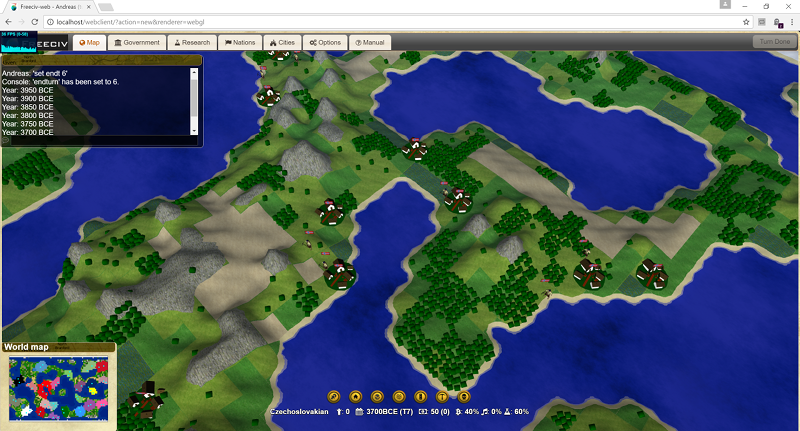 Freeciv-web - Andreas (t
localhost/webclient/?action=new&renderer=webgl
FREECIV
Map
Government
Research
Nations
Cities
Options
Manual
Turn Done
Andreas: 'set endt 6'
Console: 'endturn' has been set to 6.
Year: 3950 BCE
Year: 3900 BCE
Year: 3850 BCE
Year: 3800 BCE
Year: 3750 BCE
Year: 3700 BCE
World map
Czechoslovakian : 0 3700BCE (T7) : 50 (0) : 40% : 0% : 60%